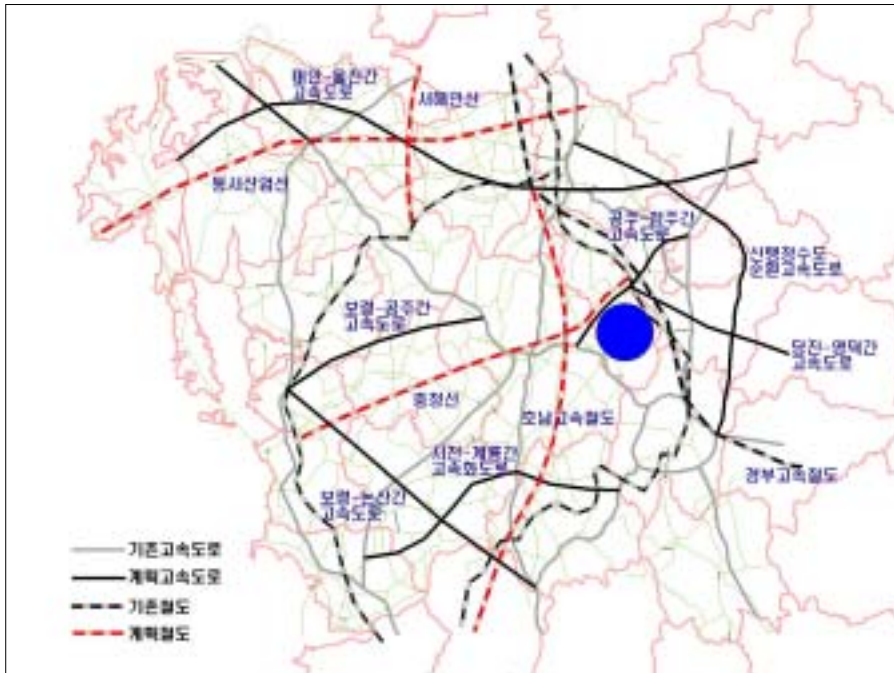 태안-울진간
고속도로
서해안선
동서산업선
공주-청주간
고속도로
신행정수도
순환고속도로
보령-공주간
고속도로
당진-영덕간
고속도로
충청선
호남고속철도
서천-계룡간
고속화도로
보령-논산간
고속도로
경부고속철도
기존고속도로
계획고속도로
기존철도
계획철도